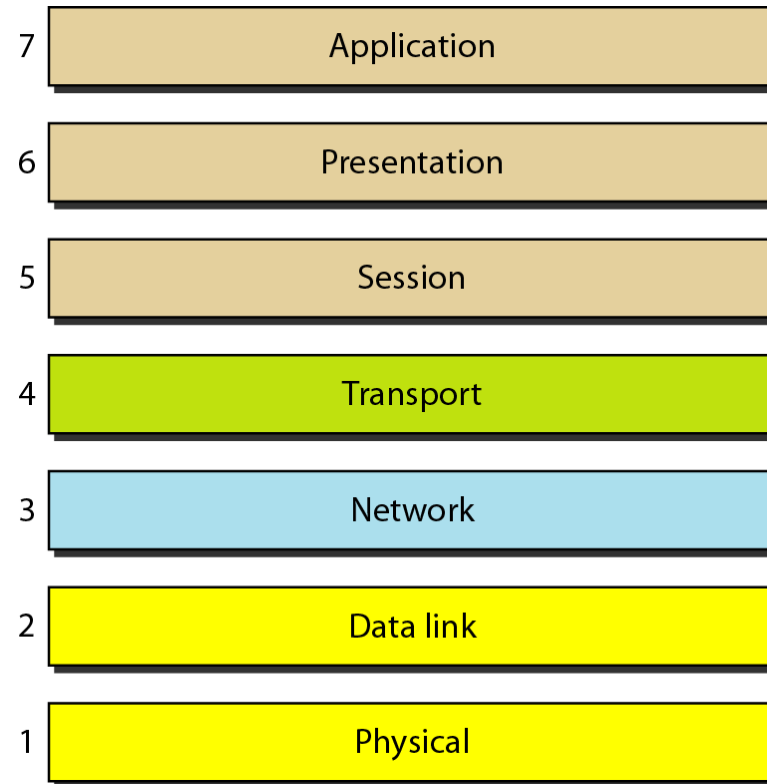 7 Application
6 Presentation
5 Session
4 Transport
3 Network
2 Data link
1 Physical